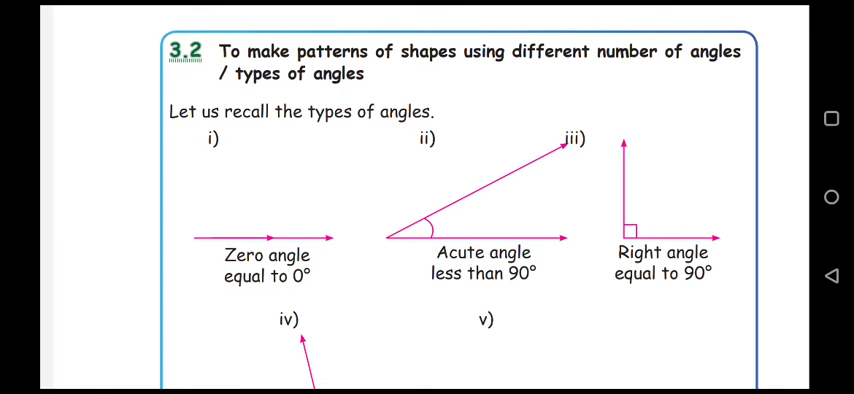 3.2 To make patterns of shapes using different number of angles
/ types of angles
Let us recall the types of angles.
i)
ii)
iii)
Zero angle
equal to 0°
Acute angle
less than 90°
Right angle
equal to 90°
iv)
v)